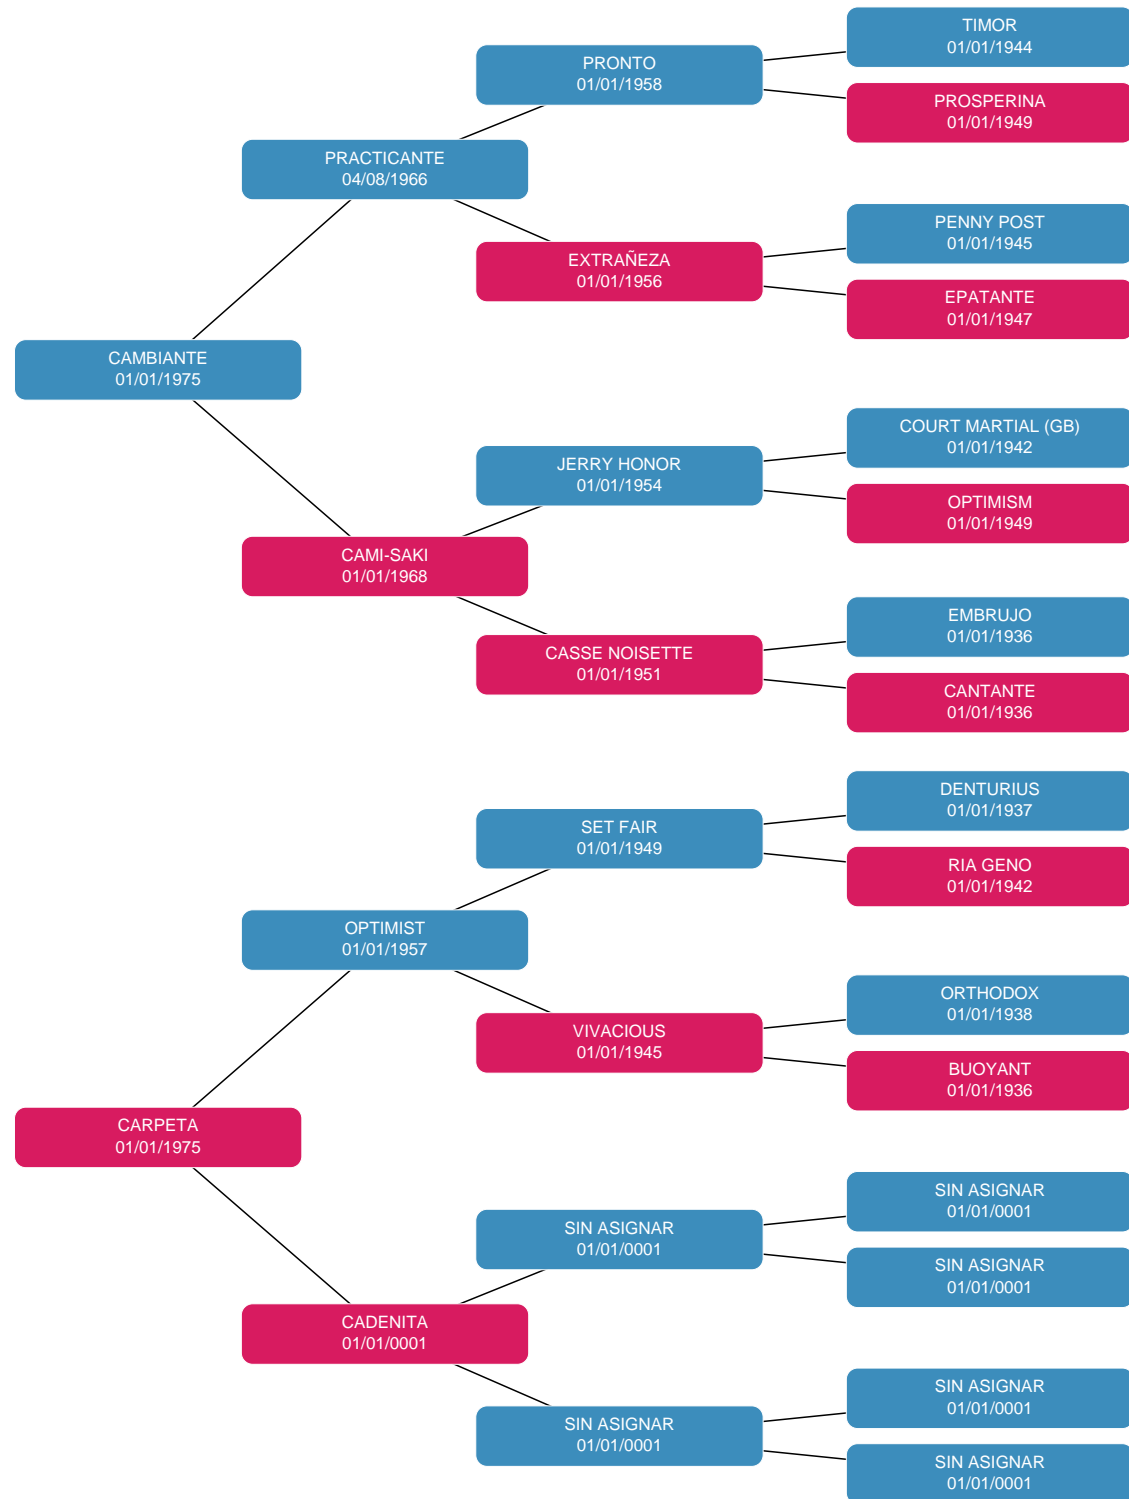 TIMOR
01/01/1944
PRONTO
01/01/1958
PROSPERINA
01/01/1949
PRACTICANTE
04/08/1966
PENNY POST
01/01/1945
EXTRAÑEZA
01/01/1956
EPATANTE
01/01/1947
CAMBIANTE
01/01/1975
COURT MARTIAL (GB)
01/01/1942
JERRY HONOR
01/01/1954
OPTIMISM
01/01/1949
CAMI-SAKI
01/01/1968
EMBRUJO
01/01/1936
CASSE NOISETTE
01/01/1951
CANTANTE
01/01/1936
DENTURIUS
01/01/1937
SET FAIR
01/01/1949
RIA GENO
01/01/1942
OPTIMIST
01/01/1957
ORTHODOX
01/01/1938
VIVACIOUS
01/01/1945
BUOYANT
01/01/1936
CARPETA
01/01/1975
SIN ASIGNAR
01/01/0001
SIN ASIGNAR
01/01/0001
SIN ASIGNAR
01/01/0001
CADENITA
01/01/0001
SIN ASIGNAR
01/01/0001
SIN ASIGNAR
01/01/0001
SIN ASIGNAR
01/01/0001